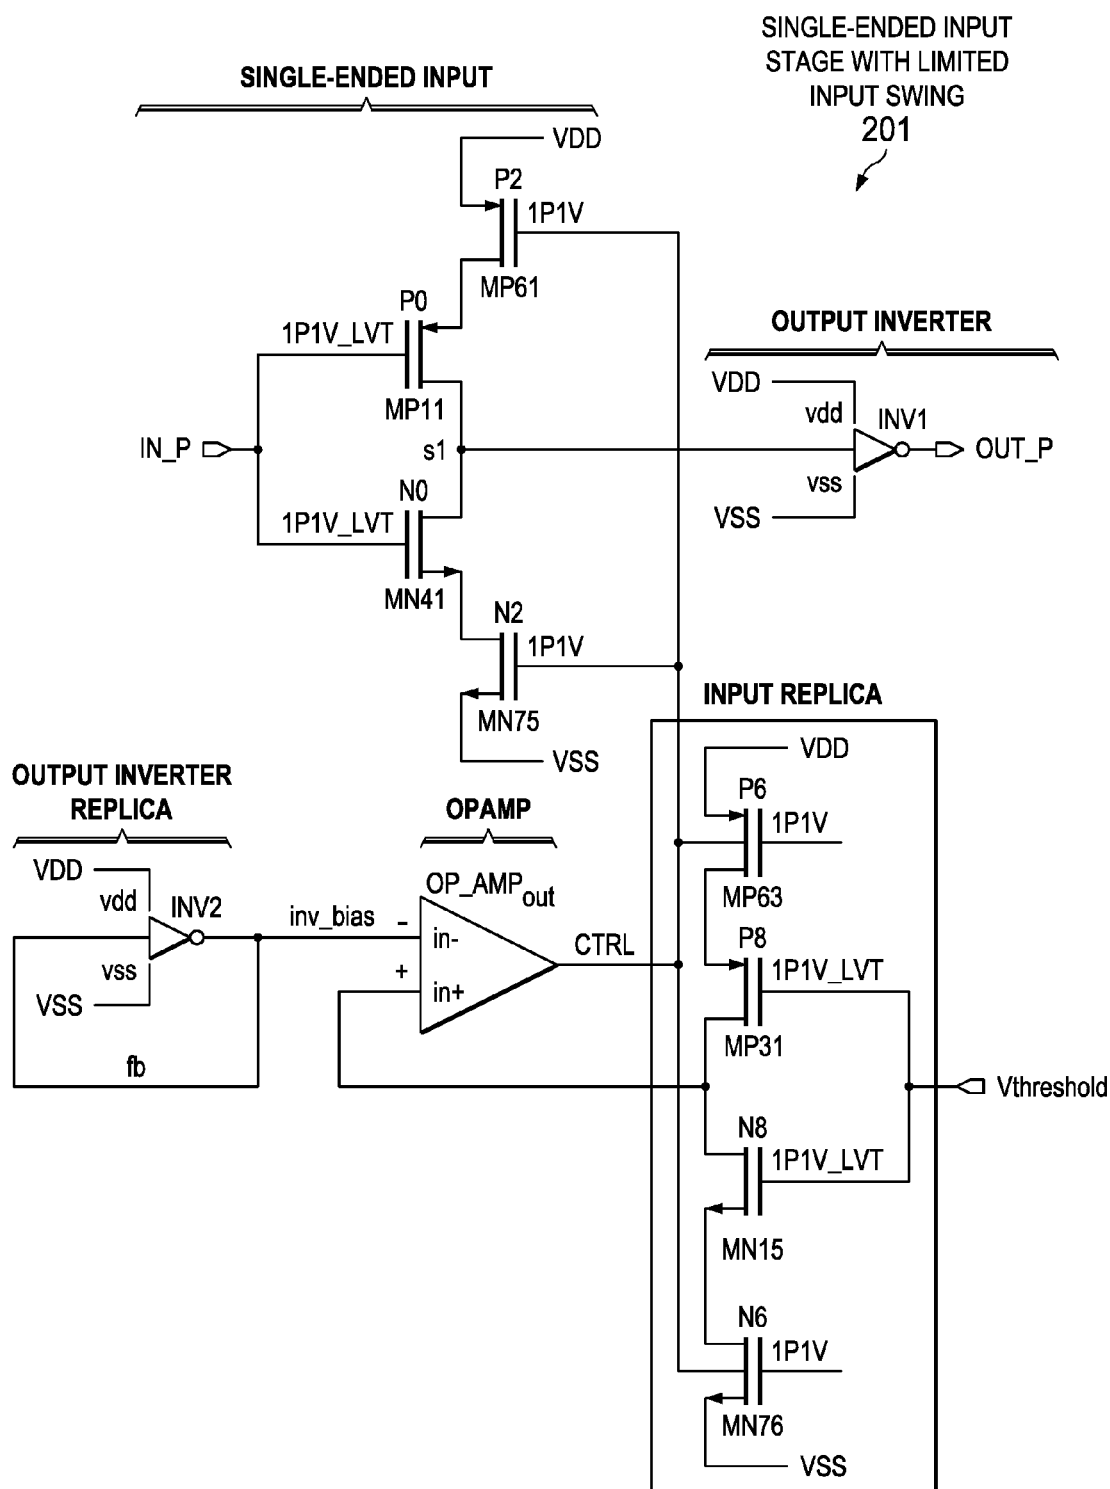 SINGLE-ENDED INPUT
STAGE WITH LIMITED
INPUT SWING
201
SINGLE-ENDED INPUT
VDD
P2
1P1V
MP61
P0
1P1V_LVT
MP11
OUTPUT INVERTER
VDD
vdd
INV1
IN_P
s1
OUT_P
vss
VSS
N0
1P1V_LVT
MN41
N2
1P1V
MN75
VSS
INPUT REPLICA
VDD
P6
1P1V
MP63
OUTPUT INVERTER
REPLICA
VDD
vdd
INV2
vss
VSS
fb
inv_bias
OPAMP
OP_AMPout
-
in-
+
in+
CTRL
P8
1P1V_LVT
MP31
Vthreshold
N8
1P1V_LVT
MN15
N6
1P1V
MN76
VSS